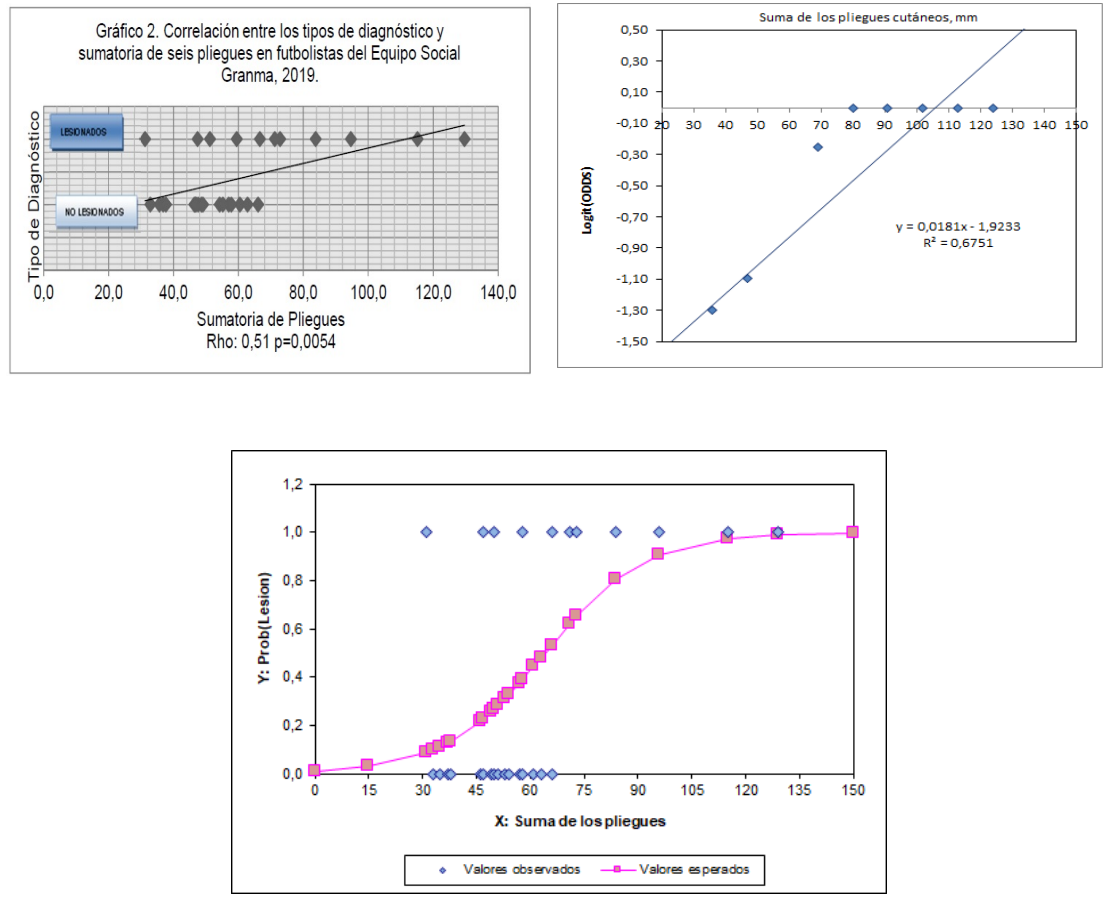 Gráfico 2. Correlación entre los tipos de diagnóstico y
sumatoria de seis pliegues en futbolistas del Equipo Social
Granma, 2019.
Tipo de Diagnóstico
LESIONADOS
NO LESIONADOS
0,0 20,0 40,0 60,0 80,0 100,0 120,0 140,0
Sumatoria de Pliegues
Rho: 0,51 p=0,0054
Suma de los pliegues cutáneos, mm
0,50
0,30
0,10
-0,10
20 30 40 50 60 70 80 90 100 110 120 130 140 150
-0,30
-0,50
-0,70
-0,90
-1,10
-1,30
-1,50
Logit(ODDS)
y = 0,0181x - 1,9233
R² = 0,6751
1,2
1,0
0,8
0,6
0,4
0,2
0,0
Y: Prob(Lesion)
0 15 30 45 60 75 90 105 120 135 150
X: Suma de los pliegues
Valores observados Valores esperados